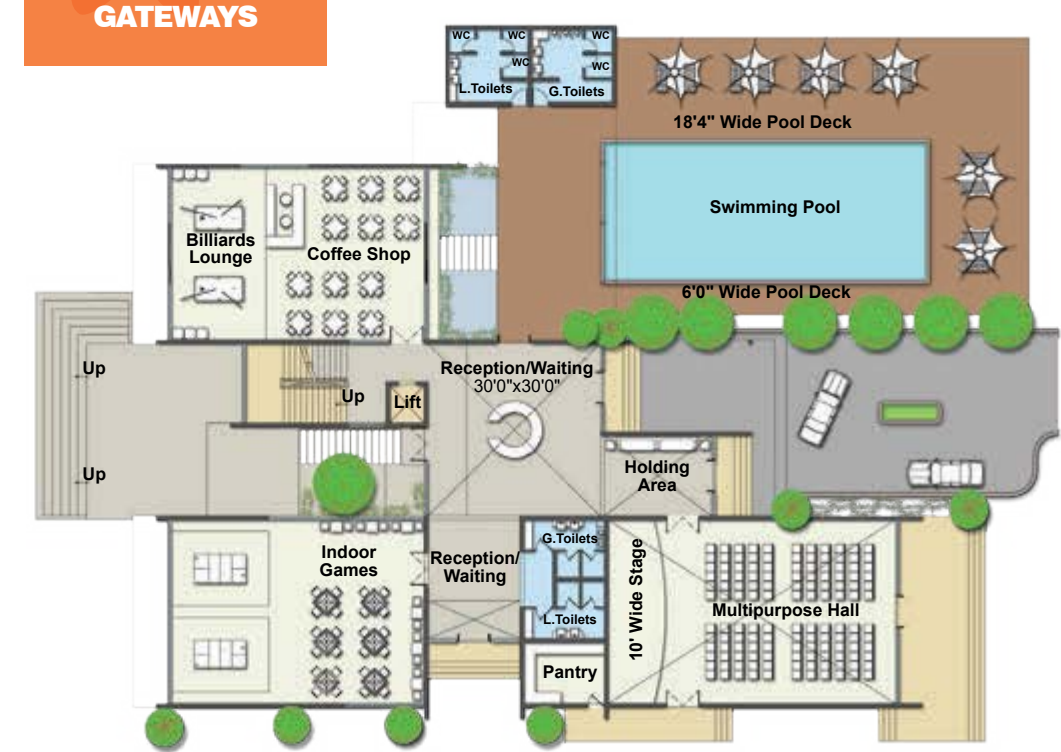 GATEWAYS
WC
WC
WC
WC
WC
L.Toilets
G.Toilets
18'4" Wide Pool Deck
Swimming Pool
Billiards
Lounge
Coffee Shop
6'0" Wide Pool Deck
Up
Reception/Waiting
30'0"x30'0"
Up
Lift
Up
Holding
Area
Indoor
Games
Reception/
Waiting
G.Toilets
L.Toilets
10' Wide Stage
Multipurpose Hall
Pantry